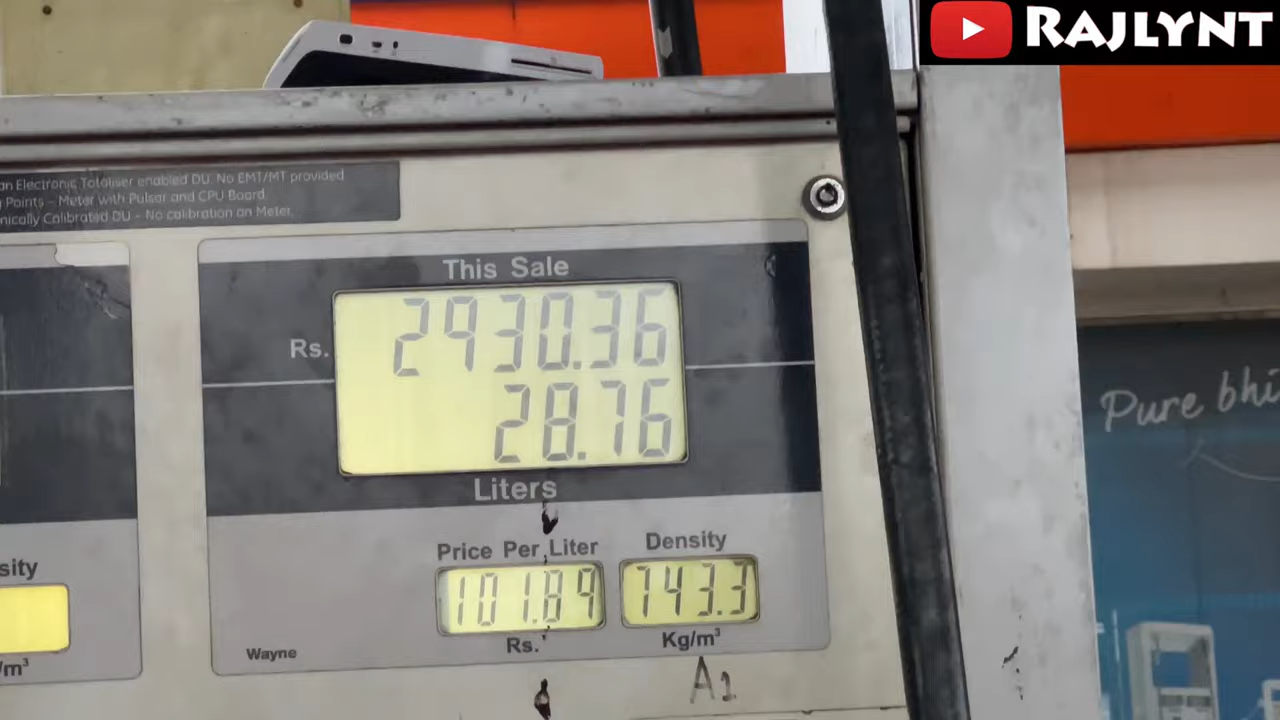 RAJLYNT
an Electronic Totaliser enabled DU. No EMT/MT provided
Points - Meter with Pulsar and CPU Board
nically Calibrated DU - No calibration on Meter
This Sale
Rs. 2930.36
28.76
Liters
Price Per Liter
101.89
Rs.
Density
743.3
Kg/m³
sity
/m³
Wayne
A1
Pure bhi